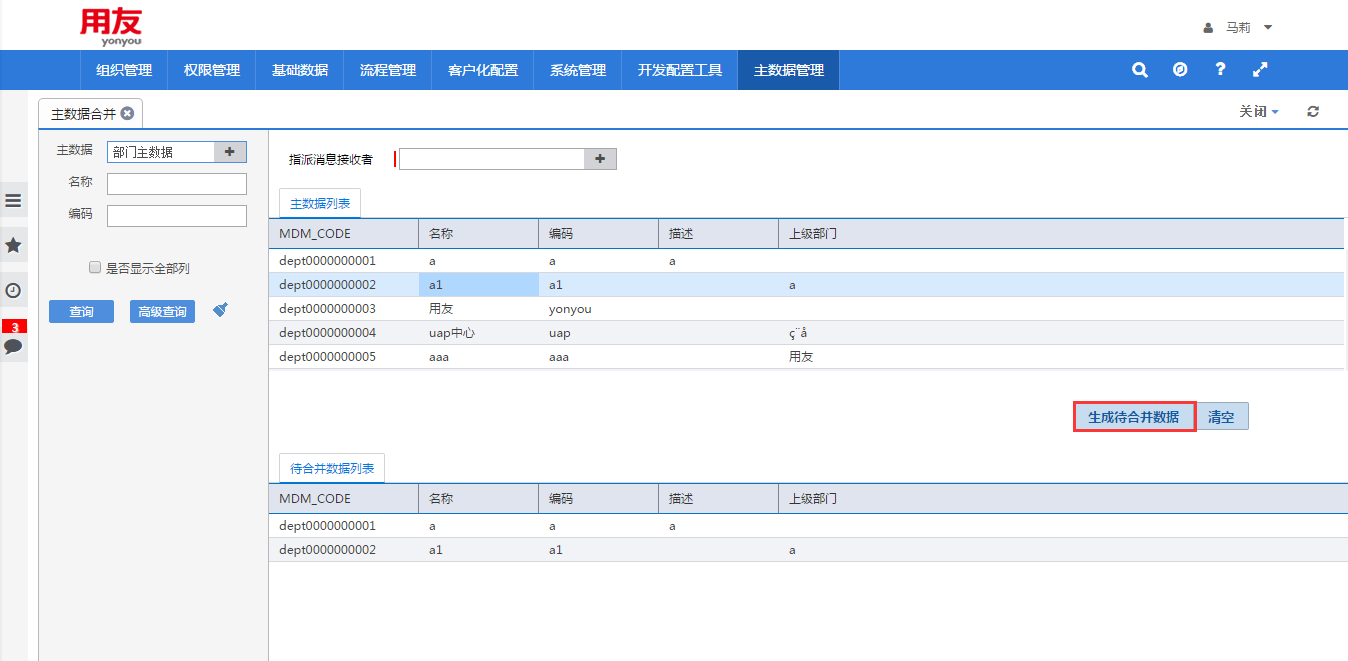 用友
yonyou
马莉
组织管理 权限管理 基础数据 流程管理 客户化配置 系统管理 开发配置工具 主数据管理
主数据合并
关闭
主数据 部门主数据
名称
编码
是否显示全部列
查询 高级查询
3
指派消息接收者
主数据列表
MDM_CODE 名称 编码 描述 上级部门
dept0000000001 a a a
dept0000000002 a1 a1 a
dept0000000003 用友 yonyou
dept0000000004 uap中心 uap ç¨å
dept0000000005 aaa aaa 用友
生成待合并数据 清空
待合并数据列表
MDM_CODE 名称 编码 描述 上级部门
dept0000000001 a a a
dept0000000002 a1 a1 a